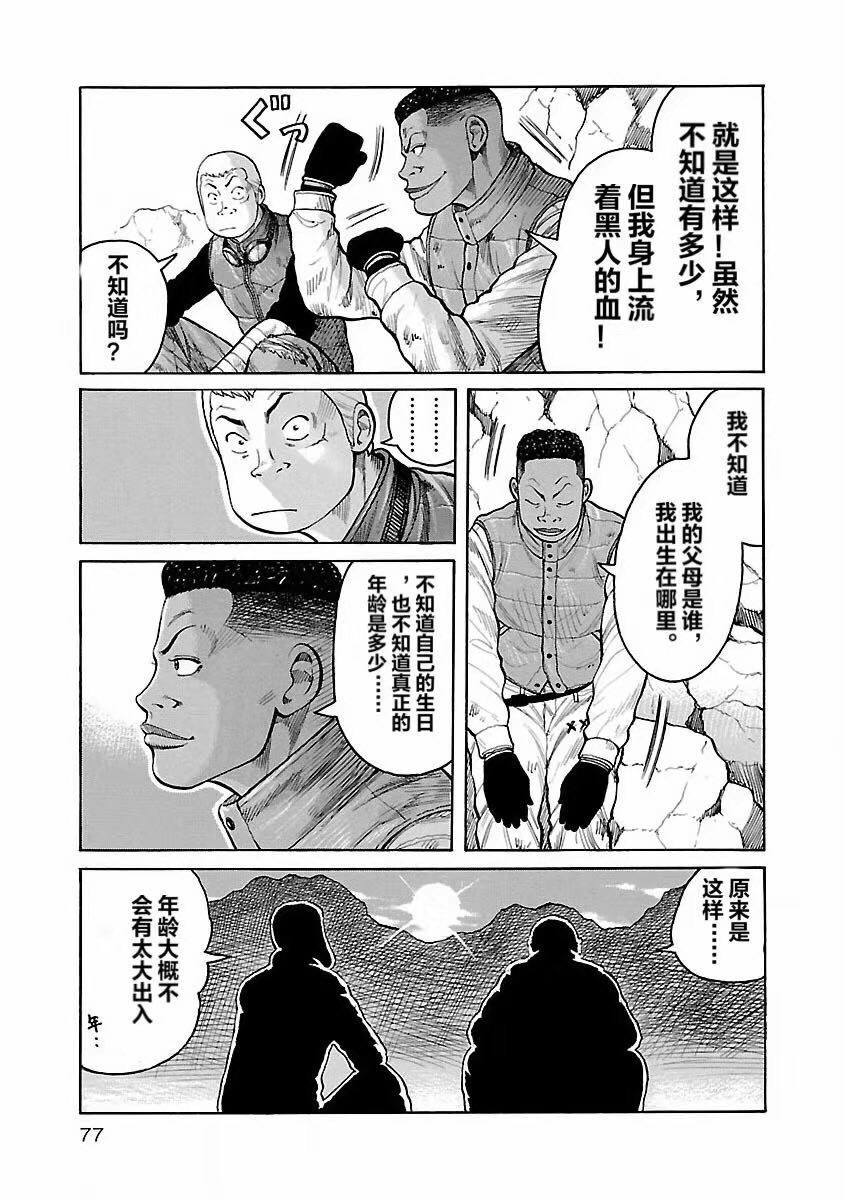 就是这样！虽然
不知道有多少，
但我身上流
着黑人的血！
ぐっ
不知道吗？
我不知道
我的父母是谁，
我出生在哪里。
………
………
不知道自己的生日
，也不知道真正的
年龄是多少……
原来是
这样……
年龄大概不
会有太大出入
年…
77